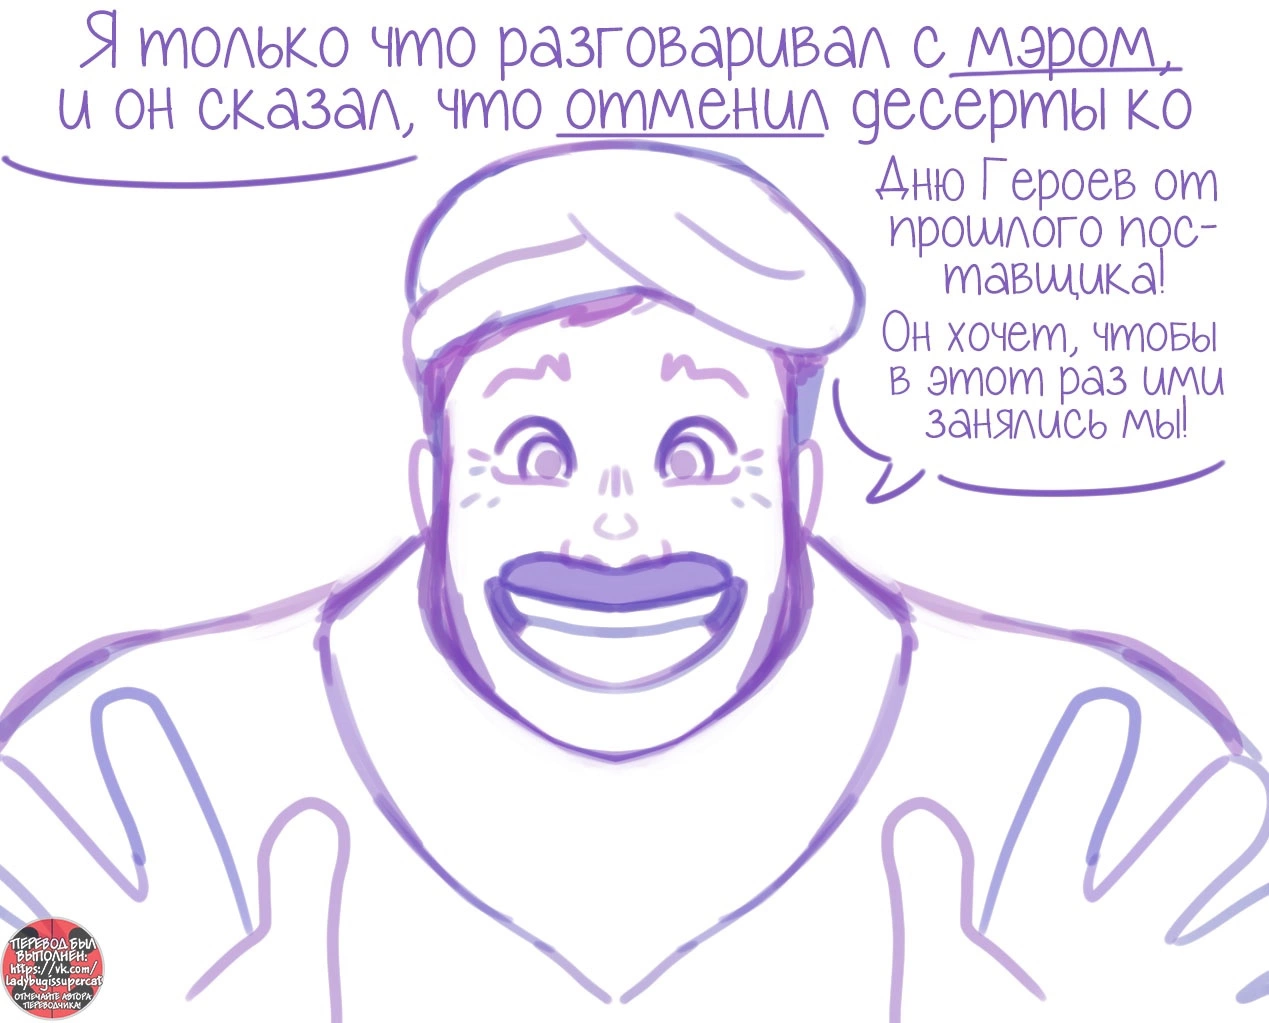 Я только что разговаривал с мэром,
и он сказал, что отменил десерты ко
Дню Героев от
прошлого пос-
тавщика!
Он хочет, чтобы
в этот раз ими
занялись мы!
ПЕРЕВОД БЫЛ
ВЫПОЛНЕН:
https://vk.com/
ladybugissupercat
ОТМЕЧАЙТЕ АВТОРА
ПЕРЕВОДЧИКА!